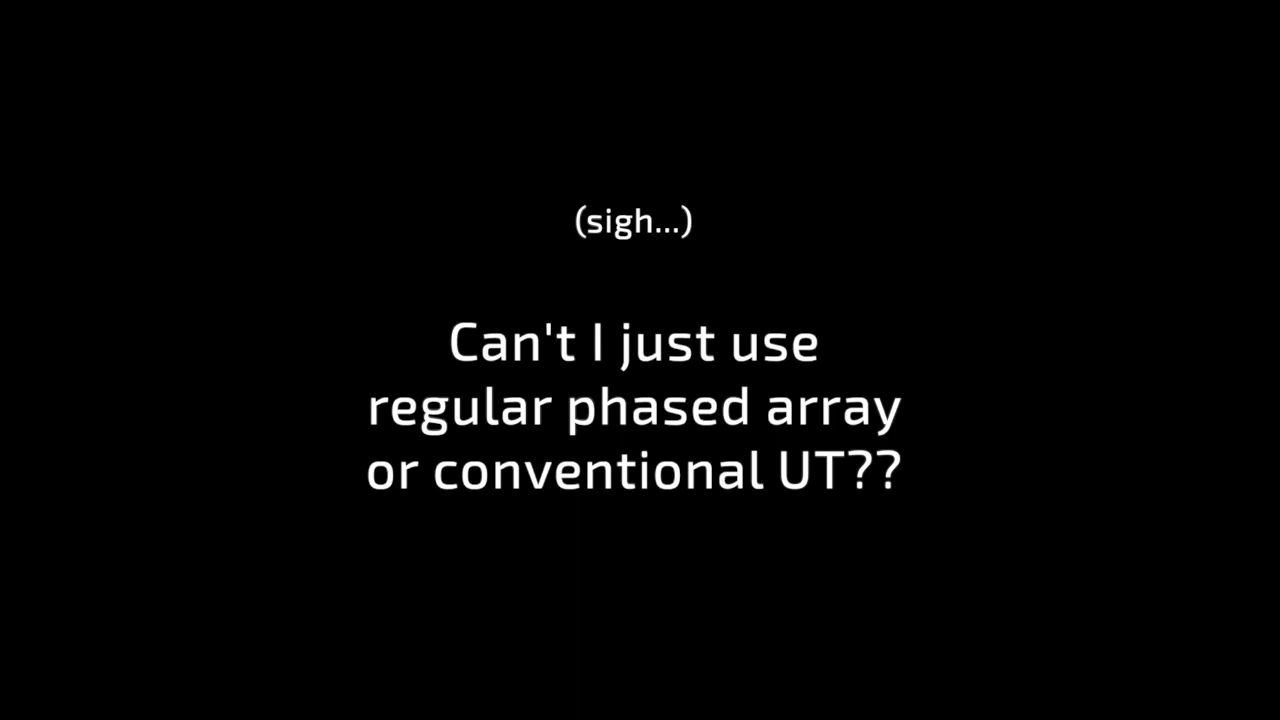 (sigh...)
Can't I just use
regular phased array
or conventional UT??